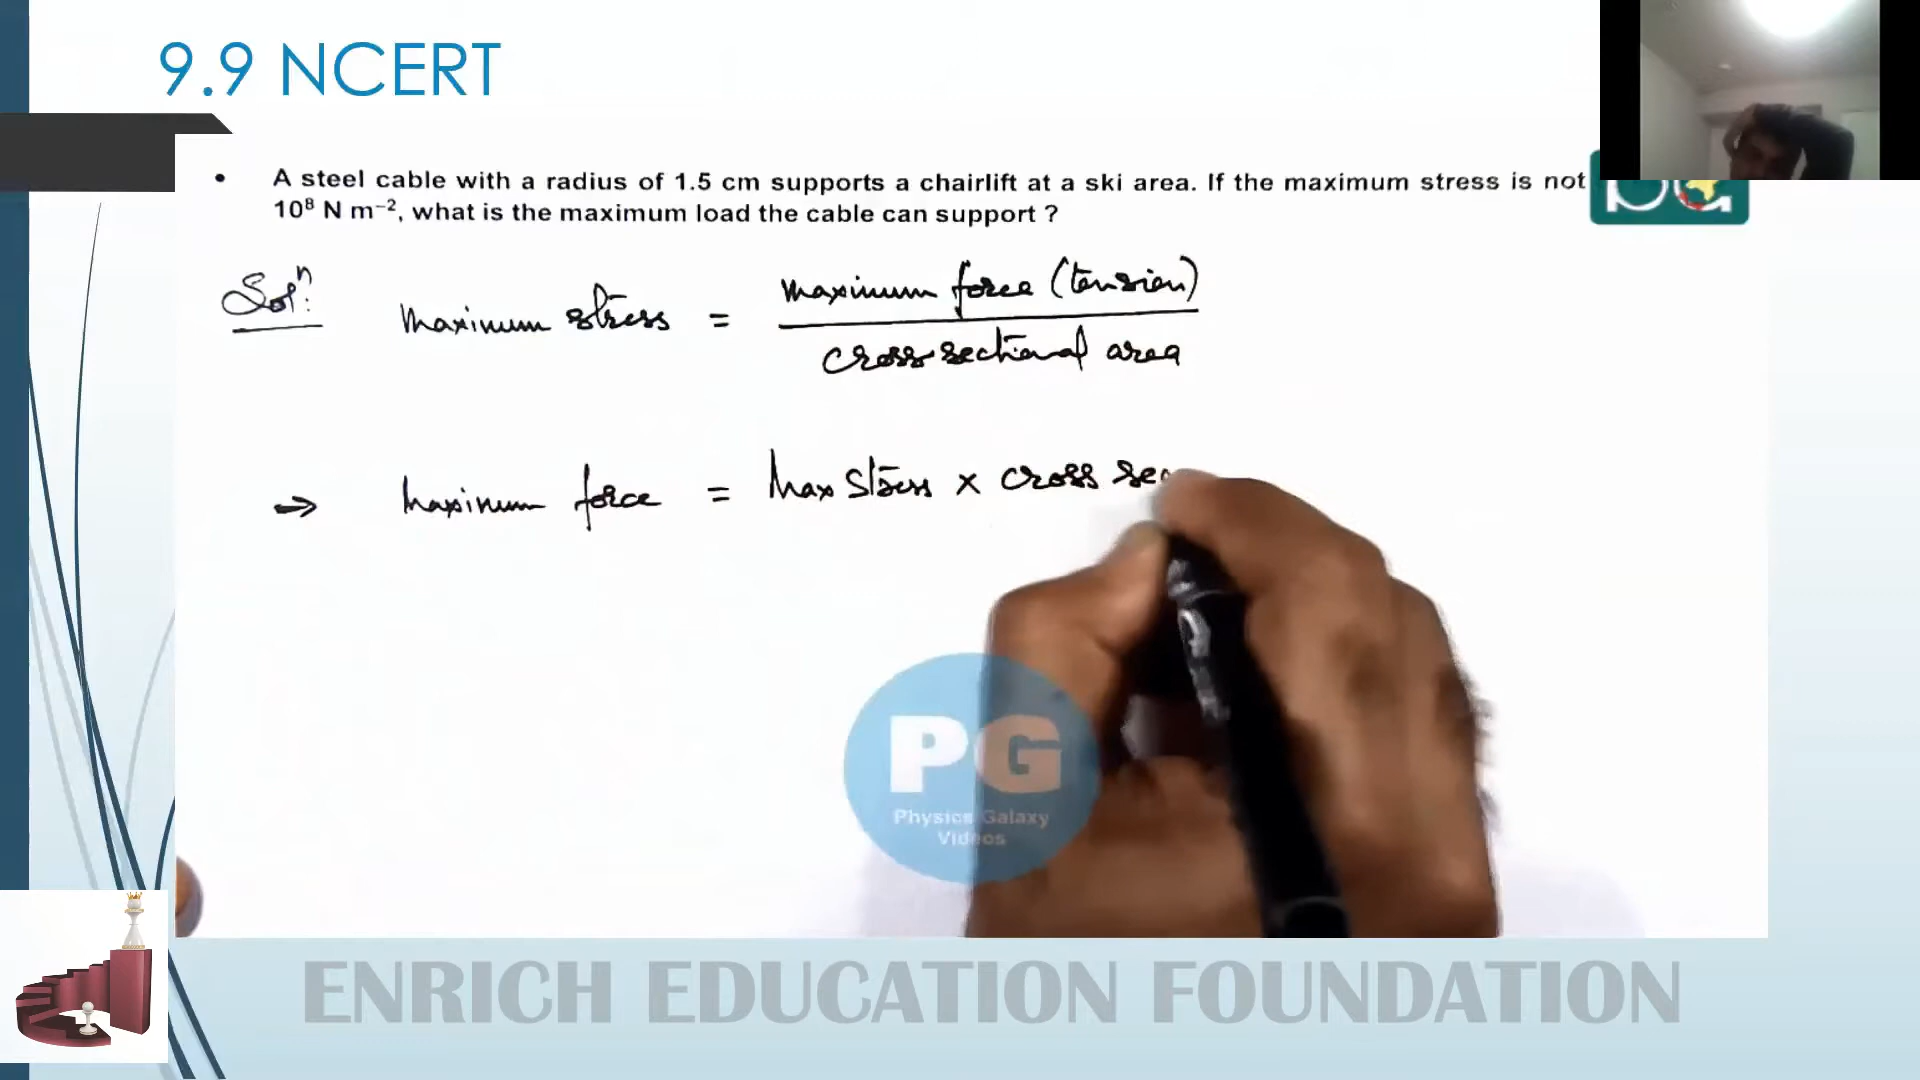 9.9 NCERT
• A steel cable with a radius of 1.5 cm supports a chairlift at a ski area. If the maximum stress is not
10⁸ N m⁻², what is the maximum load the cable can support ?
Solⁿ:
Maximum stress = maximum force (tension)
cross sectional area
⇒ Maximum force = Max stress × cross sec
PG
Physics Galaxy
Videos
ENRICH EDUCATION FOUNDATION